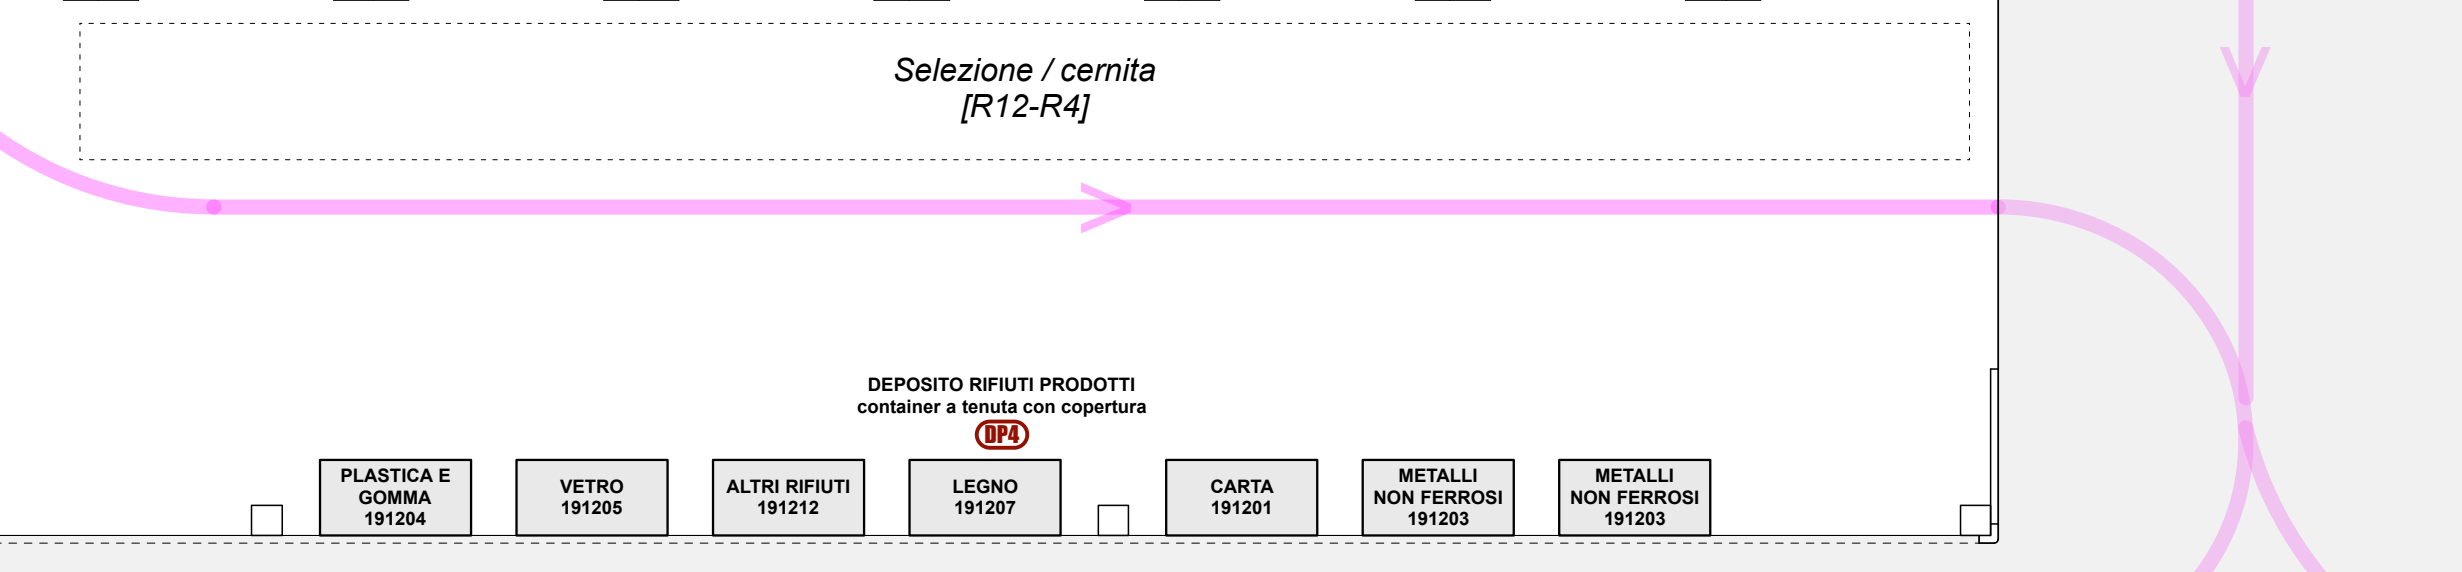 Selezione / cernita
[R12-R4]
DEPOSITO RIFIUTI PRODOTTI
container a tenuta con copertura
DP4
PLASTICA E
GOMMA
191204
VETRO
191205
ALTRI RIFIUTI
191212
LEGNO
191207
CARTA
191201
METALLI
NON FERROSI
191203
METALLI
NON FERROSI
191203